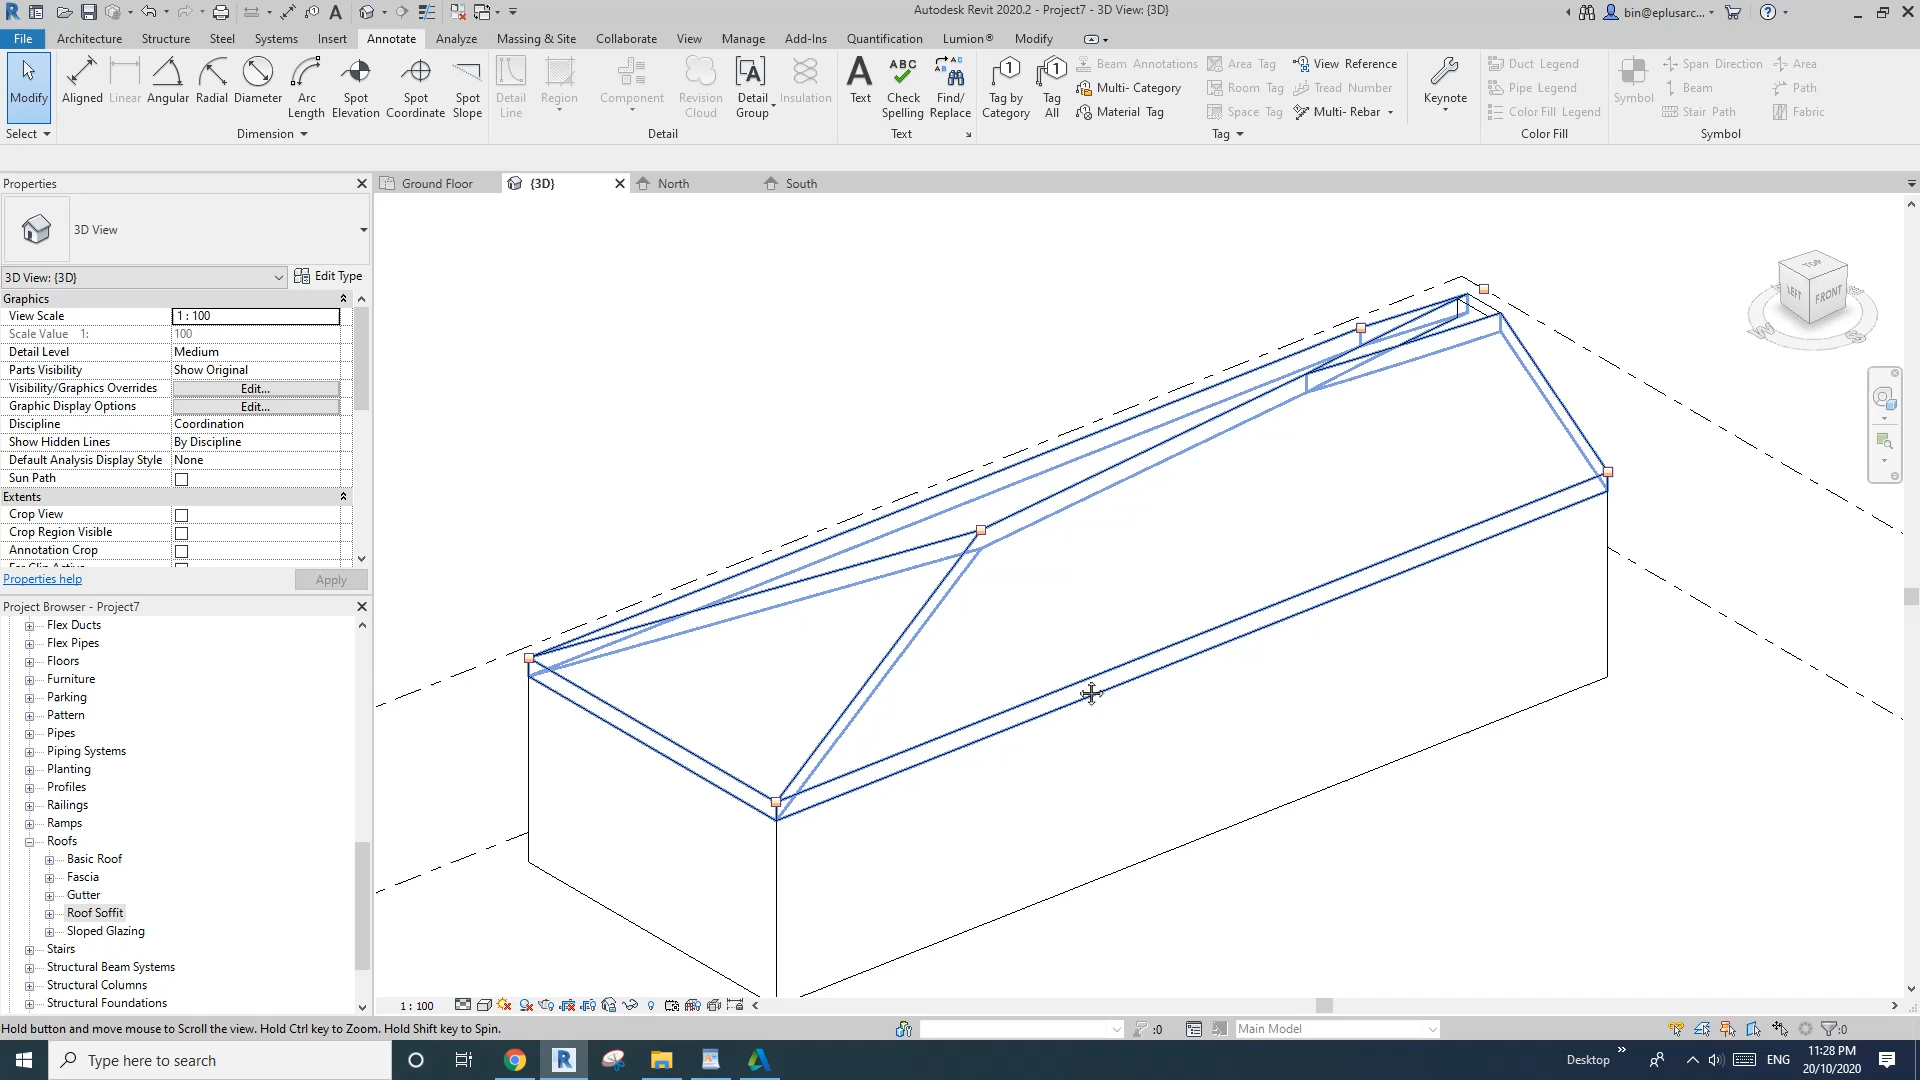 Autodesk Revit 2020.2 - Project7 - 3D View: {3D}
bin@eplusarc...
File Architecture Structure Steel Systems Insert Annotate Analyze Massing & Site Collaborate View Manage Add-Ins Quantification Lumion® Modify
Modify
Aligned Linear Angular Radial Diameter Arc Length Spot Elevation Spot Coordinate Spot Slope
Detail Line Region Component Revision Cloud Detail Group Insulation
Text Check Spelling Find/ Replace
ABC
Tag by Category Tag All
Beam Annotations Area Tag View Reference
Multi- Category Room Tag Tread Number
Material Tag Space Tag Multi- Rebar
Keynote
Duct Legend
Pipe Legend
Color Fill Legend
Symbol
Span Direction Area
Beam Path
Stair Path Fabric
Select Dimension Detail Text Tag Color Fill Symbol
Properties
Ground Floor {3D} North South
3D View
3D View: {3D} Edit Type
Graphics
View Scale 1 : 100
Scale Value 1: 100
Detail Level Medium
Parts Visibility Show Original
Visibility/Graphics Overrides Edit...
Graphic Display Options Edit...
Discipline Coordination
Show Hidden Lines By Discipline
Default Analysis Display Style None
Sun Path
Extents
Crop View
Crop Region Visible
Annotation Crop
Properties help Apply
Project Browser - Project7
Flex Ducts
Flex Pipes
Floors
Furniture
Parking
Pattern
Pipes
Piping Systems
Planting
Profiles
Railings
Ramps
Roofs
Basic Roof
Fascia
Gutter
Roof Soffit
Sloped Glazing
Stairs
Structural Beam Systems
Structural Columns
Structural Foundations
TOP
LEFT
FRONT
1 : 100
Hold button and move mouse to Scroll the view. Hold Ctrl key to Zoom. Hold Shift key to Spin.
:0
Main Model
:0
Type here to search
Desktop
ENG
11:28 PM
20/10/2020